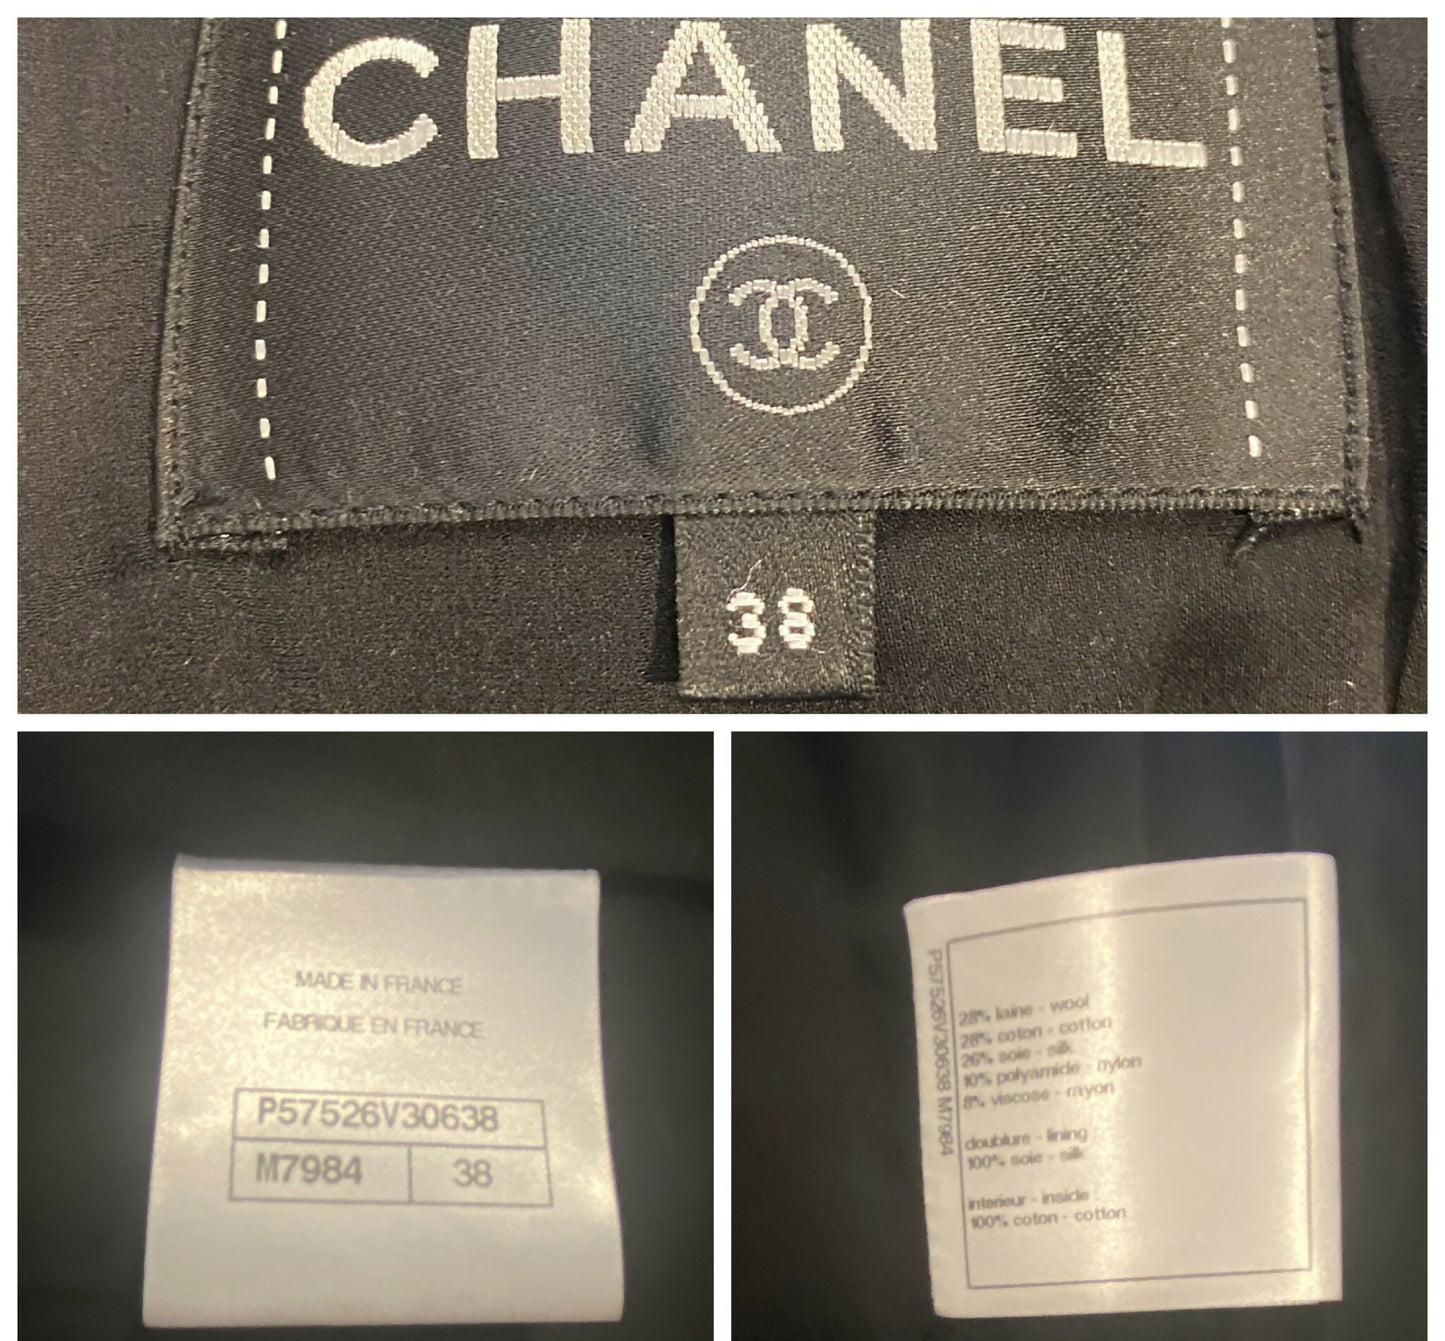 CHANEL
38
MADE IN FRANCE
FABRIQUE EN FRANCE
P57526V30638
M7984 38
P57526V30638 M7984
28% laine - wool
28% coton - cotton
26% soie - silk
10% polyamide - nylon
8% viscose - rayon
doublure - lining
100% soie - silk
interieur - inside
100% coton - cotton